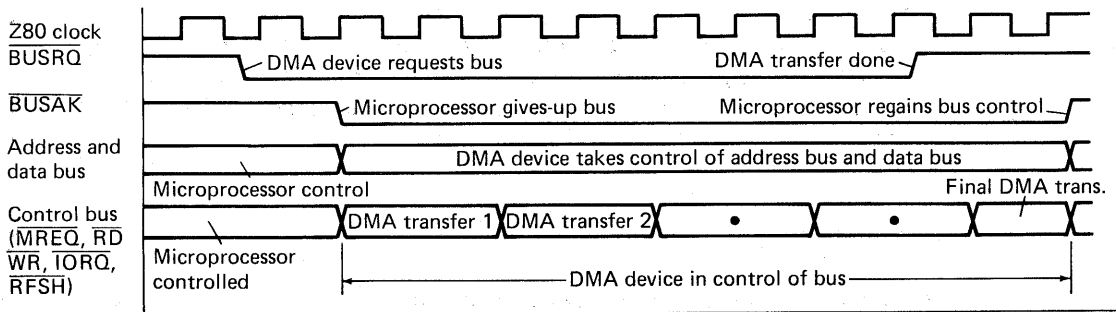 Z80 clock
BUSRQ
DMA device requests bus
DMA transfer done
BUSAK
Microprocessor gives-up bus
Microprocessor regains bus control
Address and
data bus
DMA device takes control of address bus and data bus
Microprocessor control
Final DMA trans.
Control bus
(MREQ, RD
WR, IORQ,
RFSH)
DMA transfer 1
DMA transfer 2
Microprocessor
controlled
DMA device in control of bus